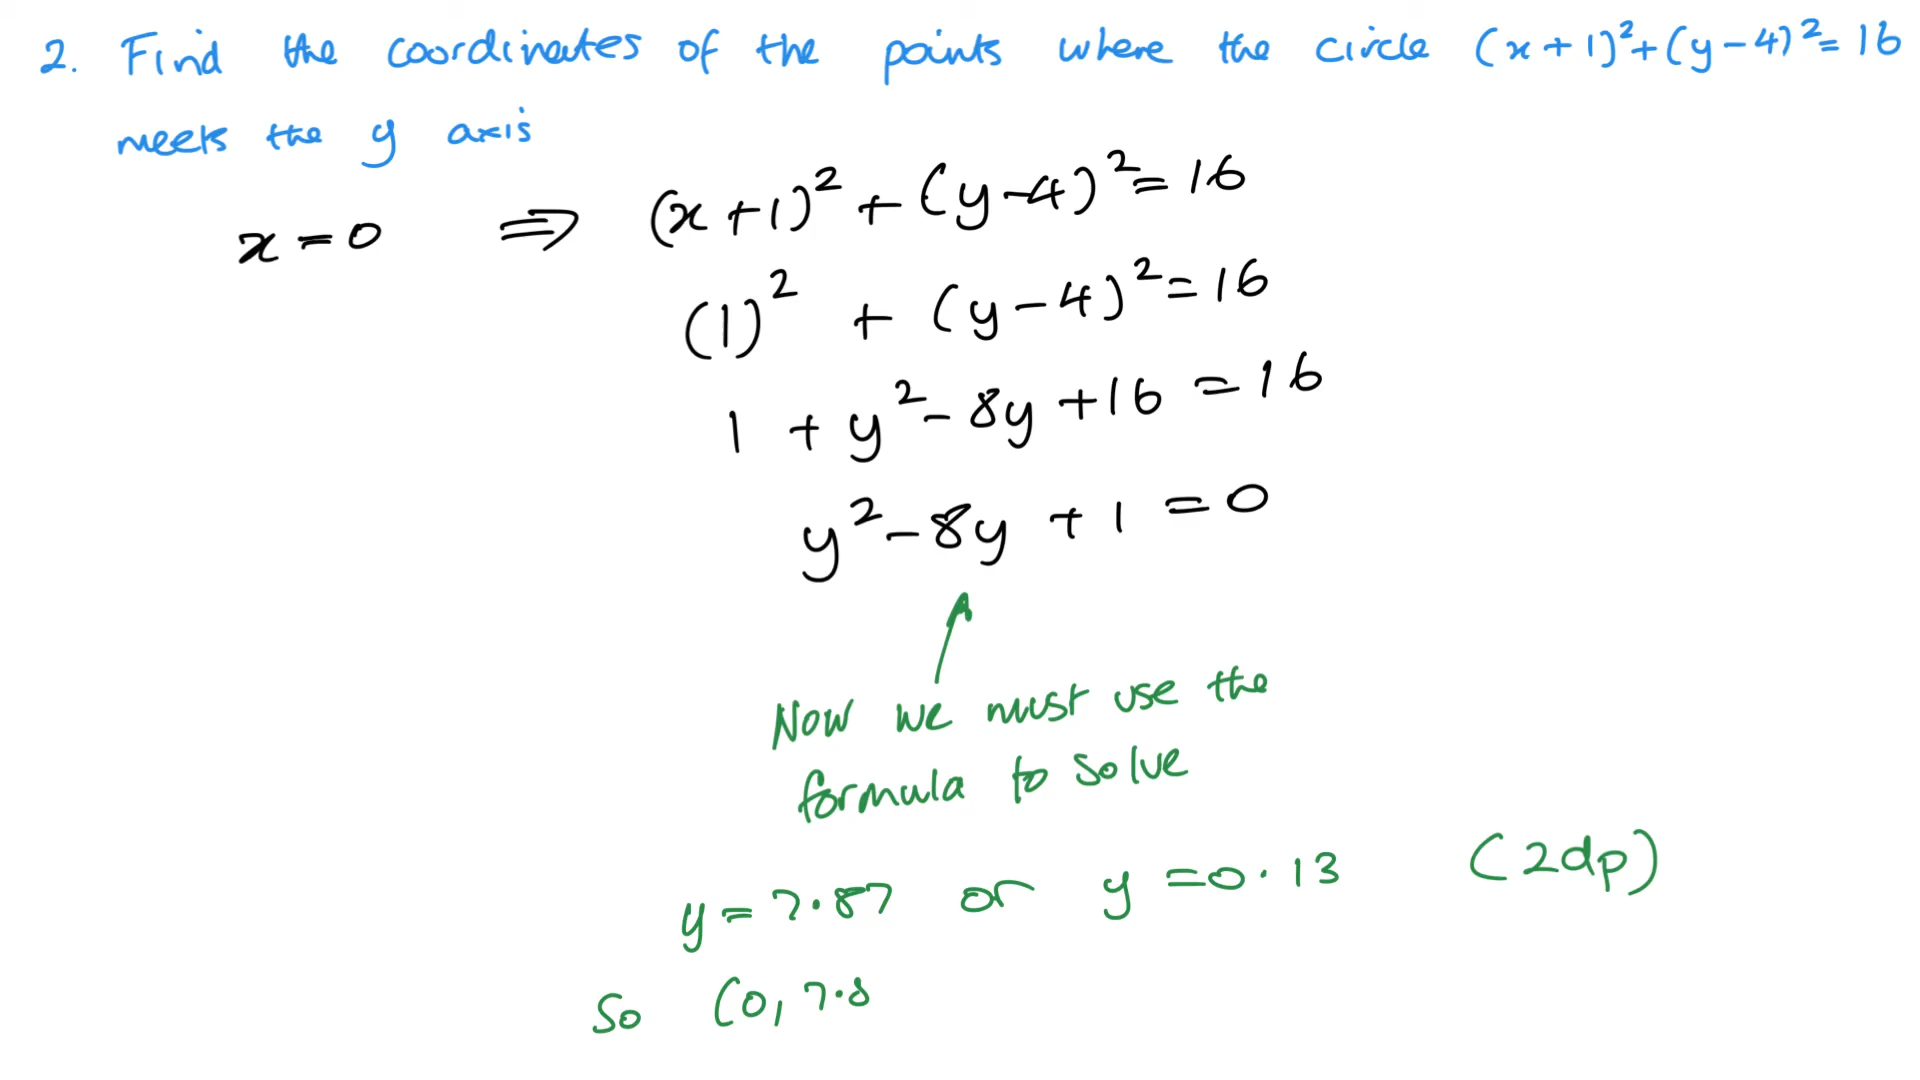 2. Find the coordinates of the points where the circle (x+1)²+(y-4)²=16
meets the y axis
x=0 ⇒ (x+1)²+(y-4)²=16
(1)² + (y-4)²=16
1 + y²-8y+16=16
y²-8y+1=0
Now we must use the
formula to solve
y=7.87 or y=0.13 (2dp)
So (0, 7.8